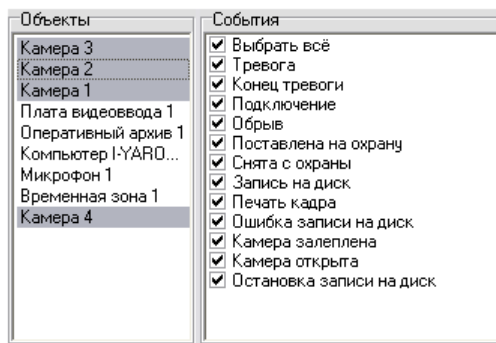 Объекты
Камера 3
Камера 2
Камера 1
Плата видеоввода 1
Оперативный архив 1
Компьютер I-YARO...
Микрофон 1
Временная зона 1
Камера 4
События
Выбрать всё
Тревога
Конец тревоги
Подключение
Обрыв
Поставлена на охрану
Снята с охраны
Запись на диск
Печать кадра
Ошибка записи на диск
Камера залеплена
Камера открыта
Остановка записи на диск